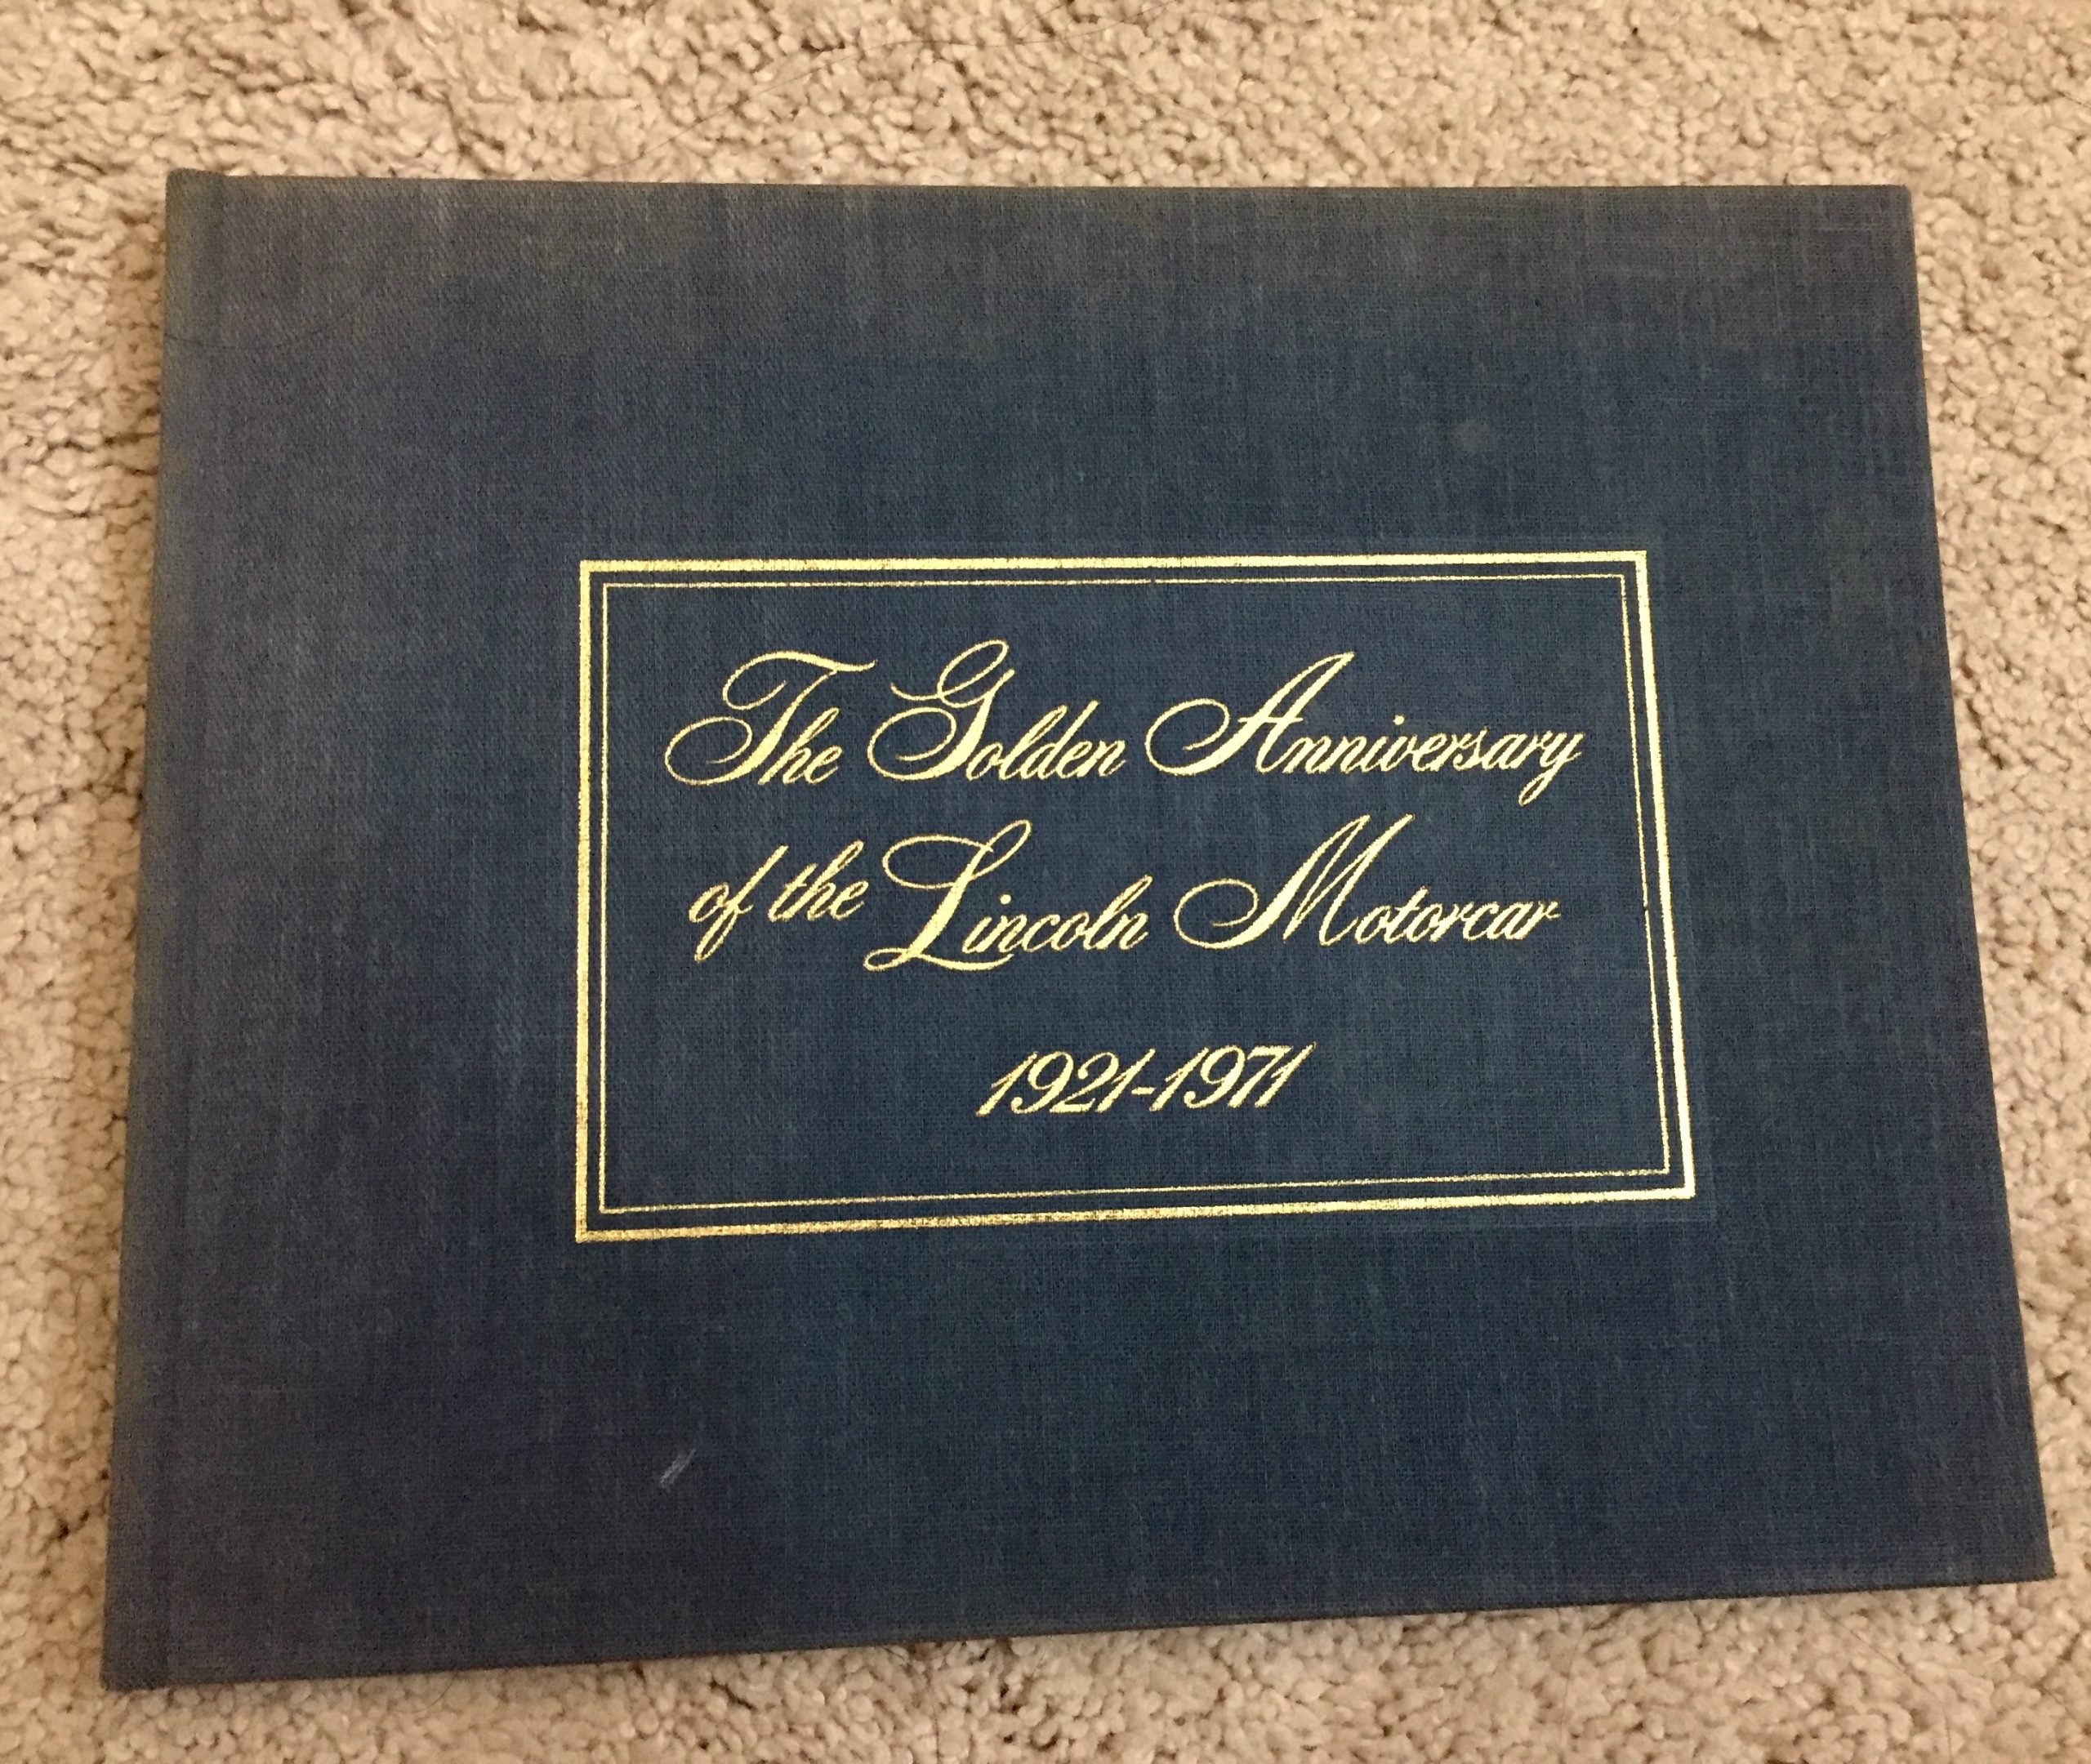 The Golden Anniversary
of the Lincoln Motorcar
1921-1971